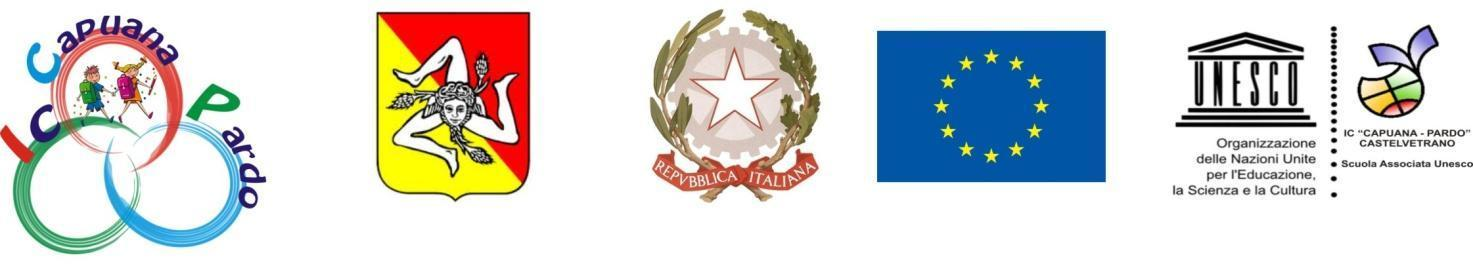 IC Capuana Pardo
REPVBBLICA ITALIANA
UNESCO
Organizzazione
delle Nazioni Unite
per l'Educazione,
la Scienza e la Cultura
IC “CAPUANA - PARDO”
CASTELVETRANO
Scuola Associata Unesco